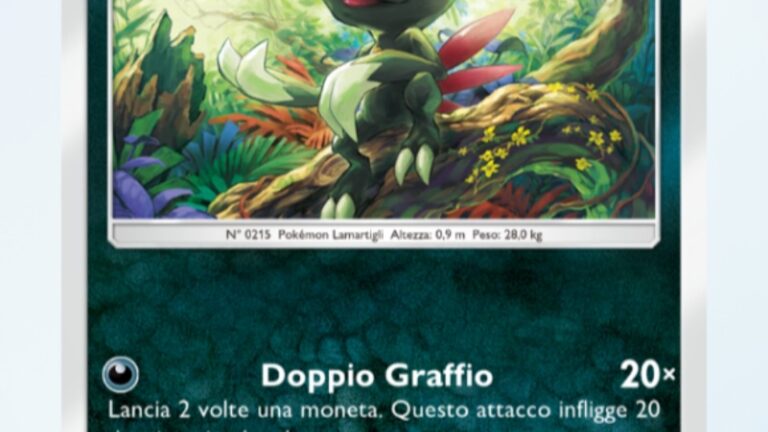 N° 0215 Pokémon Lamartigli Altezza: 0,9 m Peso: 28,0 kg
Doppio Graffio 20×
Lancia 2 volte una moneta. Questo attacco infligge 20